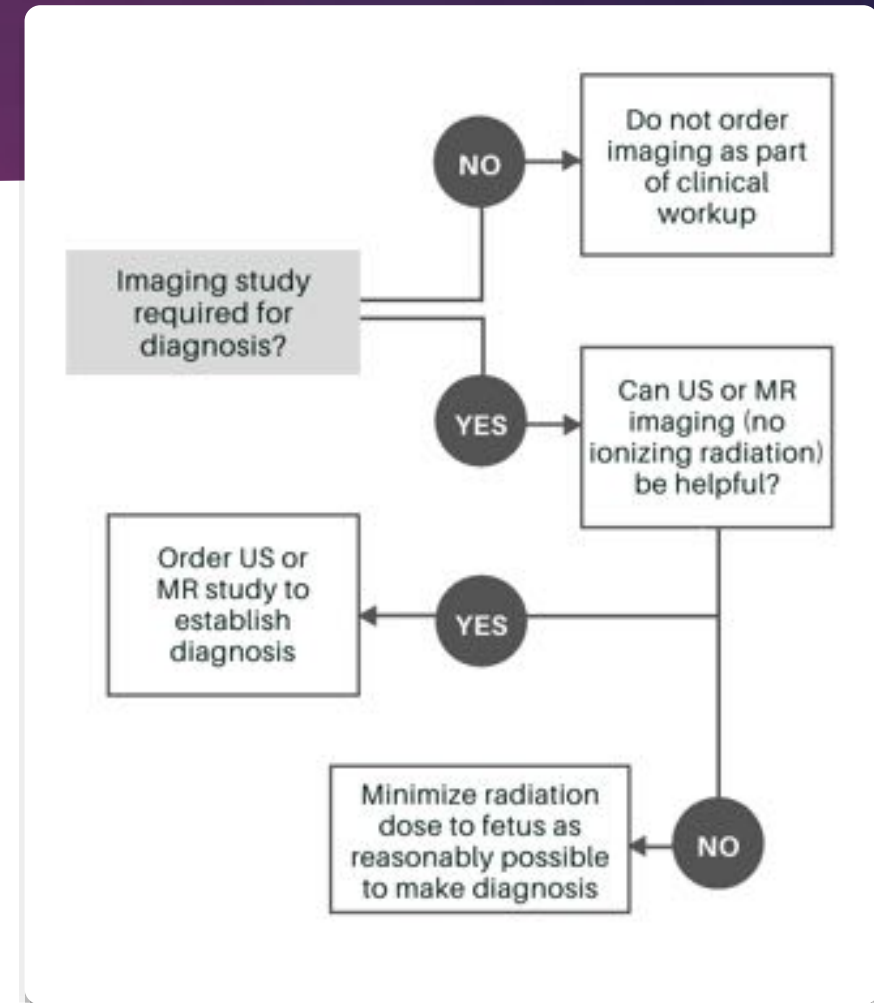 NO
Do not order
imaging as part
of clinical
workup
Imaging study
required for
diagnosis?
YES
Can US or MR
imaging (no
ionizing radiation)
be helpful?
Order US or
MR study to
establish
diagnosis
YES
Minimize radiation
dose to fetus as
reasonably possible
to make diagnosis
NO